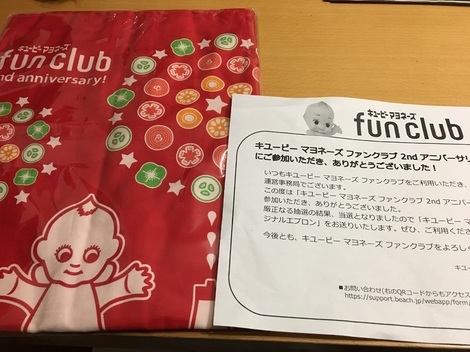 キユーピー マヨネーズ
fun club
nd anniversary!
キユーピー マヨネーズ
fun club
キユーピー マヨネーズ ファンクラブ 2nd アニバーサリ
にご参加いただき、ありがとうございました！
いつもキユーピー マヨネーズ ファンクラブをご利用いただき、
運営事務局でございます。
この度は「キユーピー マヨネーズ ファンクラブ 2nd アニバー
参加いただき、ありがとうございました。
厳正なる抽選の結果、当選となりましたので「キユーピー マ
ジナルエプロン」をお送りいたします。ぜひ、ご利用くださ
今後とも、キユーピー マヨネーズ ファンクラブをよろし
キユ
■お問い合わせ(右のQRコードからもアクセス
https://support.beach.jp/webapp/form/